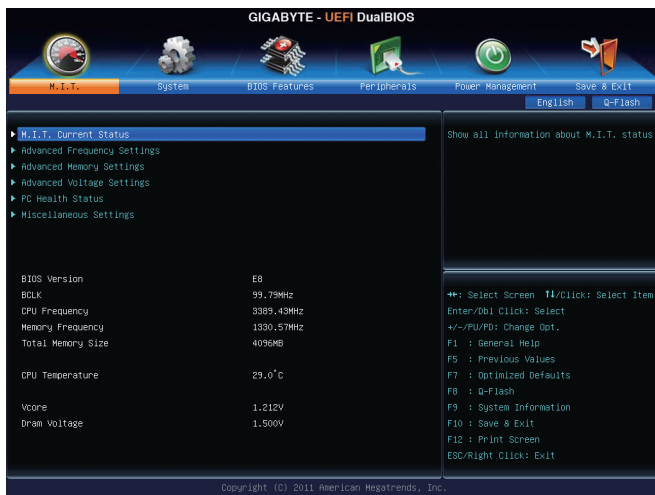 GIGABYTE - UEFI DualBIOS
M.I.T. System BIOS Features Peripherals Power Management Save & Exit
English Q-Flash
M.I.T. Current Status
Advanced Frequency Settings
Advanced Memory Settings
Advanced Voltage Settings
PC Health Status
Miscellaneous Settings
Show all information about M.I.T. status
BIOS Version E8
BCLK 99.79MHz
CPU Frequency 3389.43MHz
Memory Frequency 1330.57MHz
Total Memory Size 4096MB
CPU Temperature 29.0°C
Vcore 1.212V
Dram Voltage 1.500V
→←: Select Screen ↑↓/Click: Select Item
Enter/Dbl Click: Select
+/-/PU/PD: Change Opt.
F1 : General Help
F5 : Previous Values
F7 : Optimized Defaults
F8 : Q-Flash
F9 : System Information
F10 : Save & Exit
F12 : Print Screen
ESC/Right Click: Exit
Copyright (C) 2011 American Megatrends, Inc.